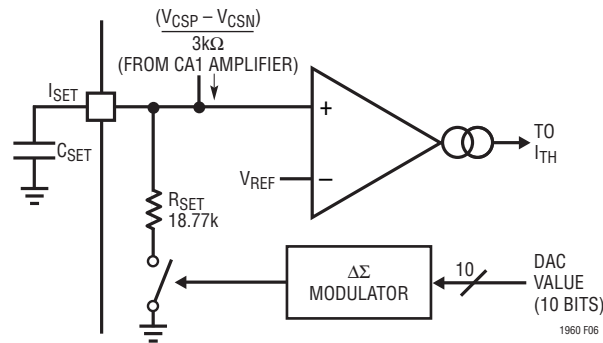 (V_CSP – V_CSN)
3kΩ
(FROM CA1 AMPLIFIER)
I_SET
C_SET
+
–
V_REF
TO
I_TH
R_SET
18.77k
ΔΣ
MODULATOR
10
DAC
VALUE
(10 BITS)
1960 F06